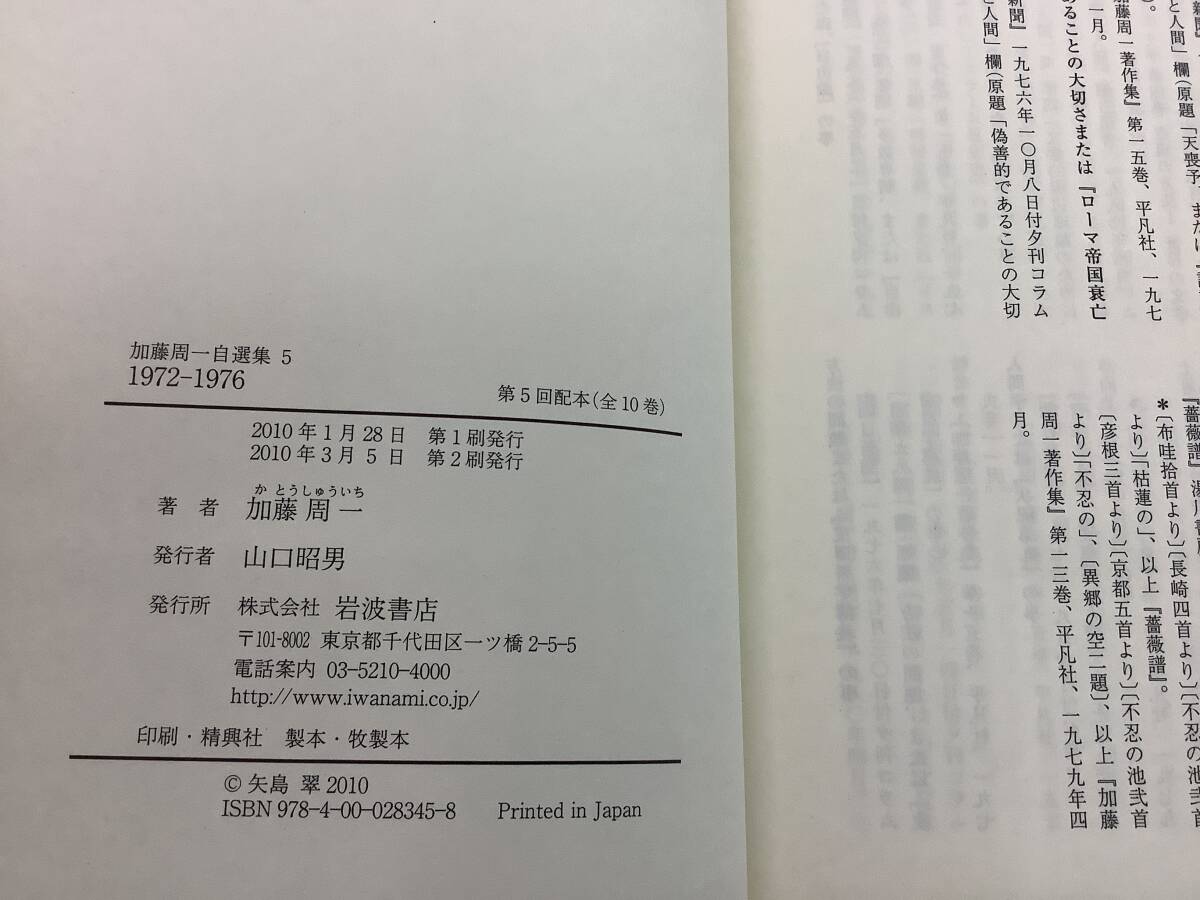 加藤周一自選集 5
1972-1976
第5回配本(全10巻)
2010年1月28日 第1刷発行
2010年3月5日 第2刷発行
著者 加藤周一
かとうしゅういち
発行者 山口昭男
発行所 株式会社 岩波書店
〒101-8002 東京都千代田区一ツ橋2-5-5
電話案内 03-5210-4000
http://www.iwanami.co.jp/
印刷・精興社 製本・牧製本
© 矢島 翠 2010
ISBN 978-4-00-028345-8 Printed in Japan
と人間」欄(原題「天喪予
加藤周一著作集』第一五巻、平凡社、一九七
一月。
あることの大切さまたは『ローマ帝国衰亡
新聞』一九七六年一〇月八日付夕刊コラム
と人間」欄(原題「偽善的であることの大切
『薔薇譜』
*〔布哇拾首より〕〔長崎四首より〕〔不忍の池弐首
より〕「枯蓮の」、以上『薔薇譜』。
〔彦根三首より〕〔京都五首より〕〔不忍の池弐首
より〕「不忍の」、〔異郷の空二題〕、以上『加藤
周一著作集』第一三巻、平凡社、一九七九年四
月。